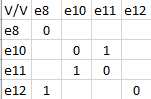 V/V e8 e10 e11 e12
e8 0
e10 0 1
e11 1 0
e12 1 0